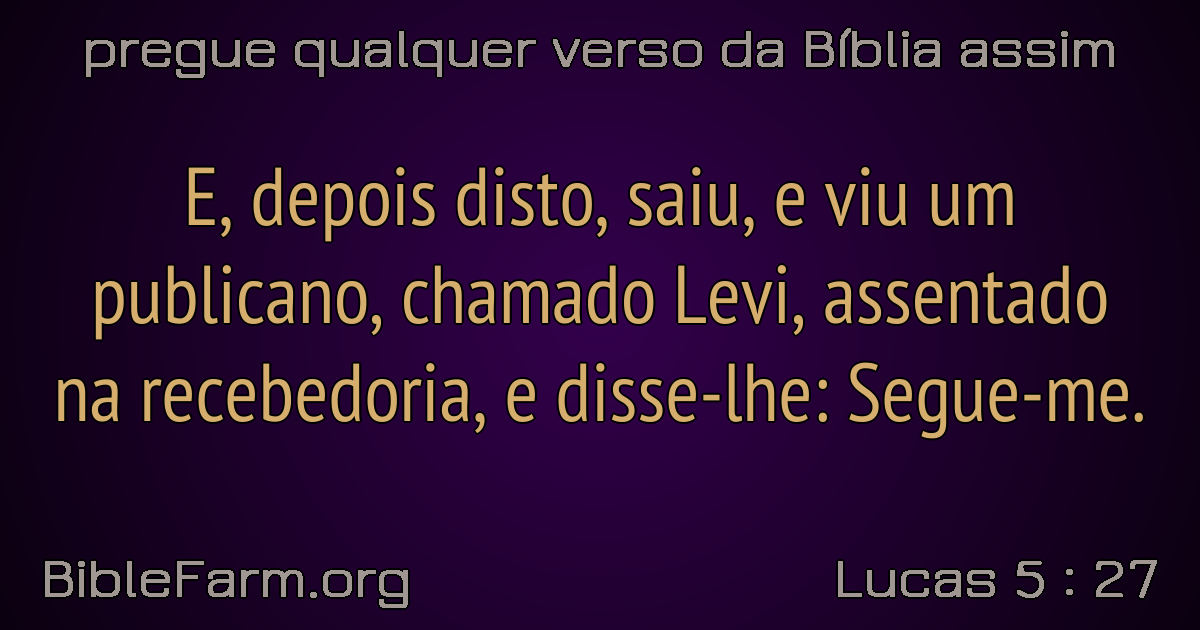 pregue qualquer verso da Bíblia assim
E, depois disto, saiu, e viu um
publicano, chamado Levi, assentado
na recebedoria, e disse-lhe: Segue-me.
BibleFarm.org
Lucas 5 : 27